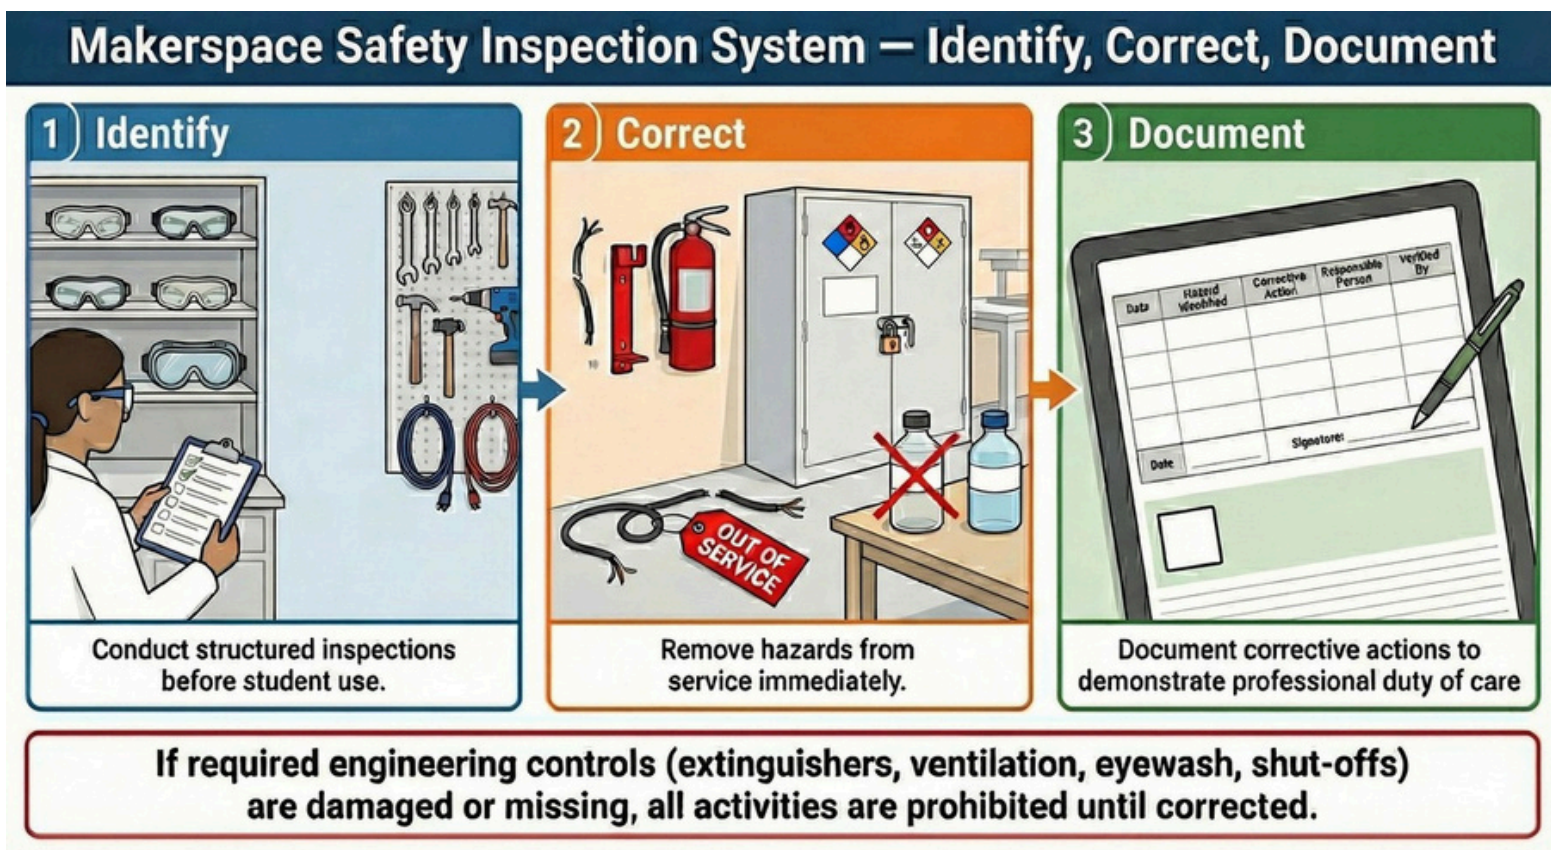 Makerspace Safety Inspection System — Identify, Correct, Document
1 Identify
Conduct structured inspections
before student use.
2 Correct
OUT OF
SERVICE
Remove hazards from
service immediately.
3 Document
Date
Corrective
Action
Responsible
Person
By
Date
Signatore:
Document corrective actions to
demonstrate professional duty of care
If required engineering controls (extinguishers, ventilation, eyewash, shut-offs)
are damaged or missing, all activities are prohibited until corrected.